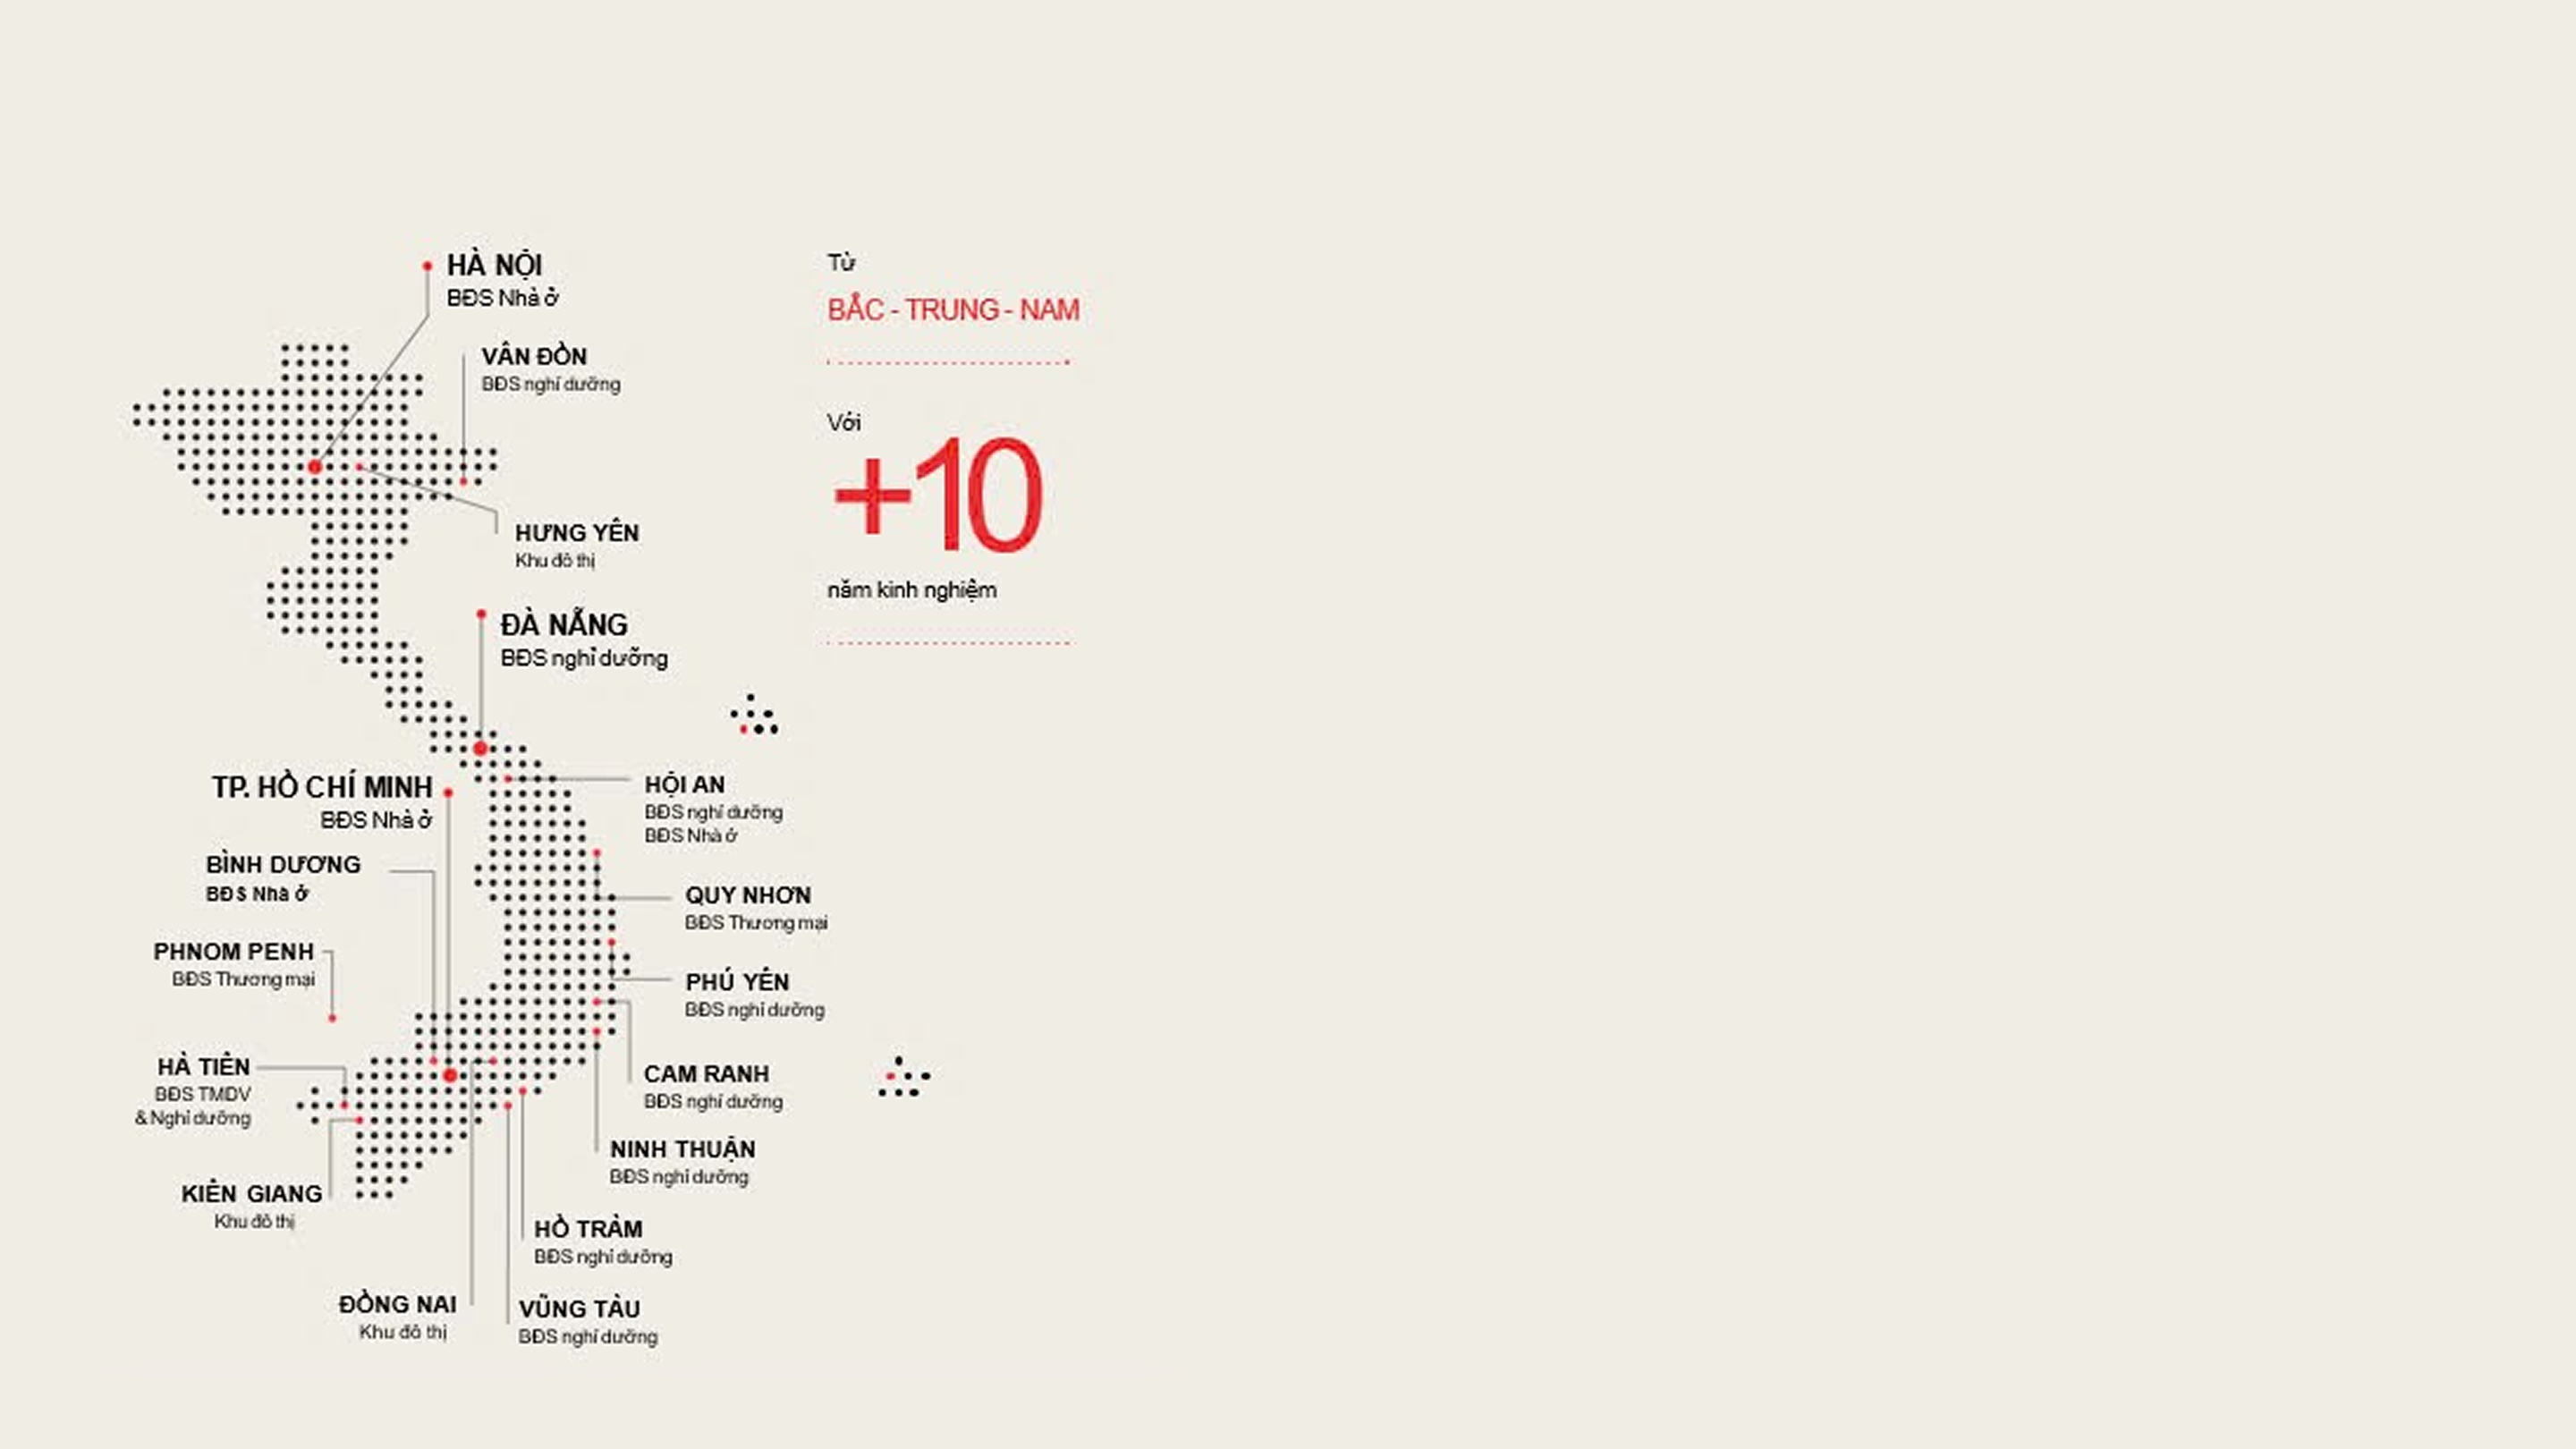 HÀ NỘI
BĐS Nhà ở
VÂN ĐỒN
BĐS nghỉ dưỡng
HƯNG YÊN
Khu đô thị
ĐÀ NẴNG
BĐS nghỉ dưỡng
TP. HỒ CHÍ MINH
BĐS Nhà ở
BÌNH DƯƠNG
BĐS Nhà ở
PHNOM PENH
BĐS Thương mại
HÀ TIÊN
BĐS TMDV
& Nghỉ dưỡng
KIÊN GIANG
Khu đô thị
ĐỒNG NAI
Khu đô thị
HỘI AN
BĐS nghỉ dưỡng
BĐS Nhà ở
QUY NHƠN
BĐS Thương mại
PHÚ YÊN
BĐS nghỉ dưỡng
CAM RANH
BĐS nghỉ dưỡng
NINH THUẬN
BĐS nghỉ dưỡng
HỒ TRÀM
BĐS nghỉ dưỡng
VŨNG TÀU
BĐS nghỉ dưỡng
Từ
BẮC - TRUNG - NAM
Với
+10
năm kinh nghiệm